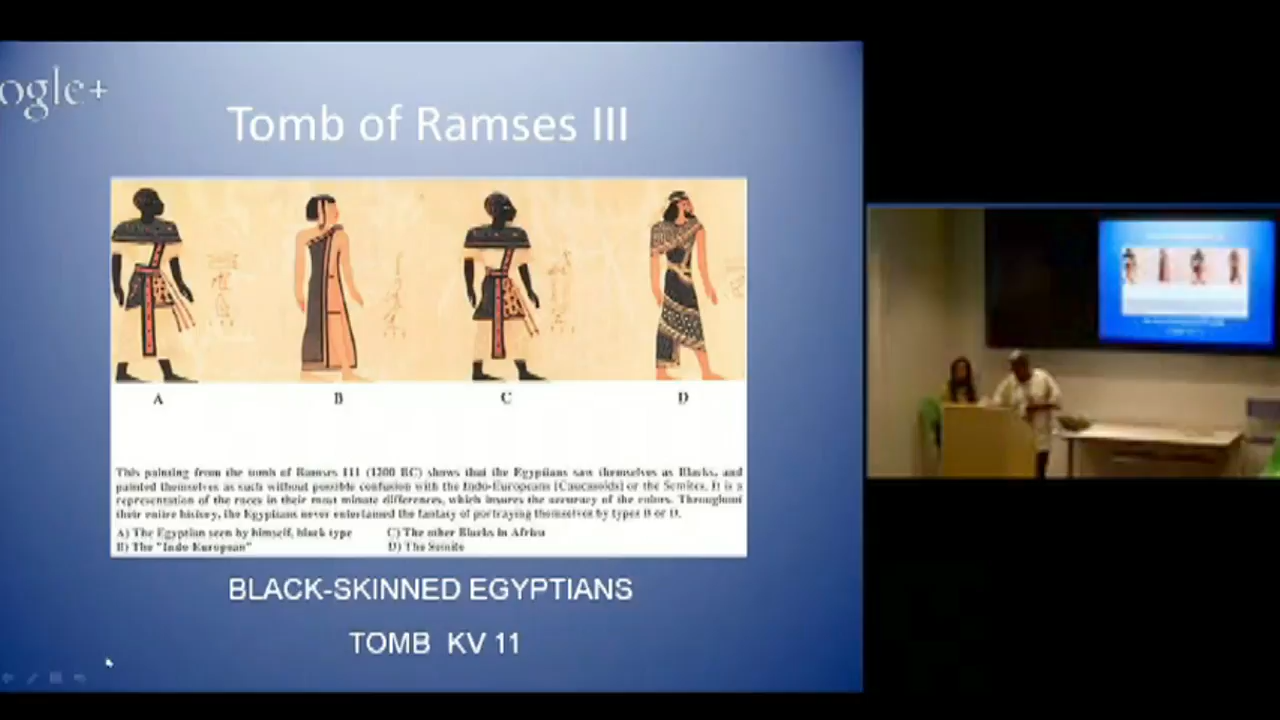 ogle+
Tomb of Ramses III
A
B
C
D
This painting from the tomb of Ramses III (1200 BC) shows that the Egyptians saw themselves as Blacks, and
painted themselves as such without possible confusion with the Indo-Europeans (Caucasoids) or the Semites. It is a
representation of the races in their most minute differences, which insures the accuracy of the colors. Throughout
their entire history, the Egyptians never entertained the fantasy of portraying themselves by types B or D.
A) The Egyptian seen by himself, black type
C) The other Blacks in Africa
B) The "Indo European"
D) The Semite
BLACK-SKINNED EGYPTIANS
TOMB KV 11